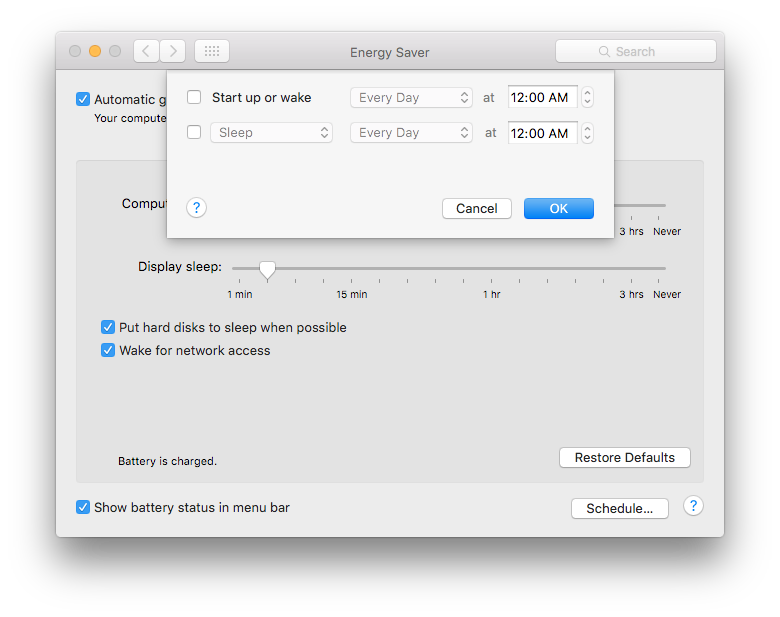 Energy Saver
Search
Automatic g
Your compute
Start up or wake Every Day at 12:00 AM
Sleep Every Day at 12:00 AM
? Cancel OK
Compu
3 hrs Never
Display sleep:
1 min 15 min 1 hr 3 hrs Never
Put hard disks to sleep when possible
Wake for network access
Battery is charged.
Restore Defaults
Show battery status in menu bar
Schedule... ?